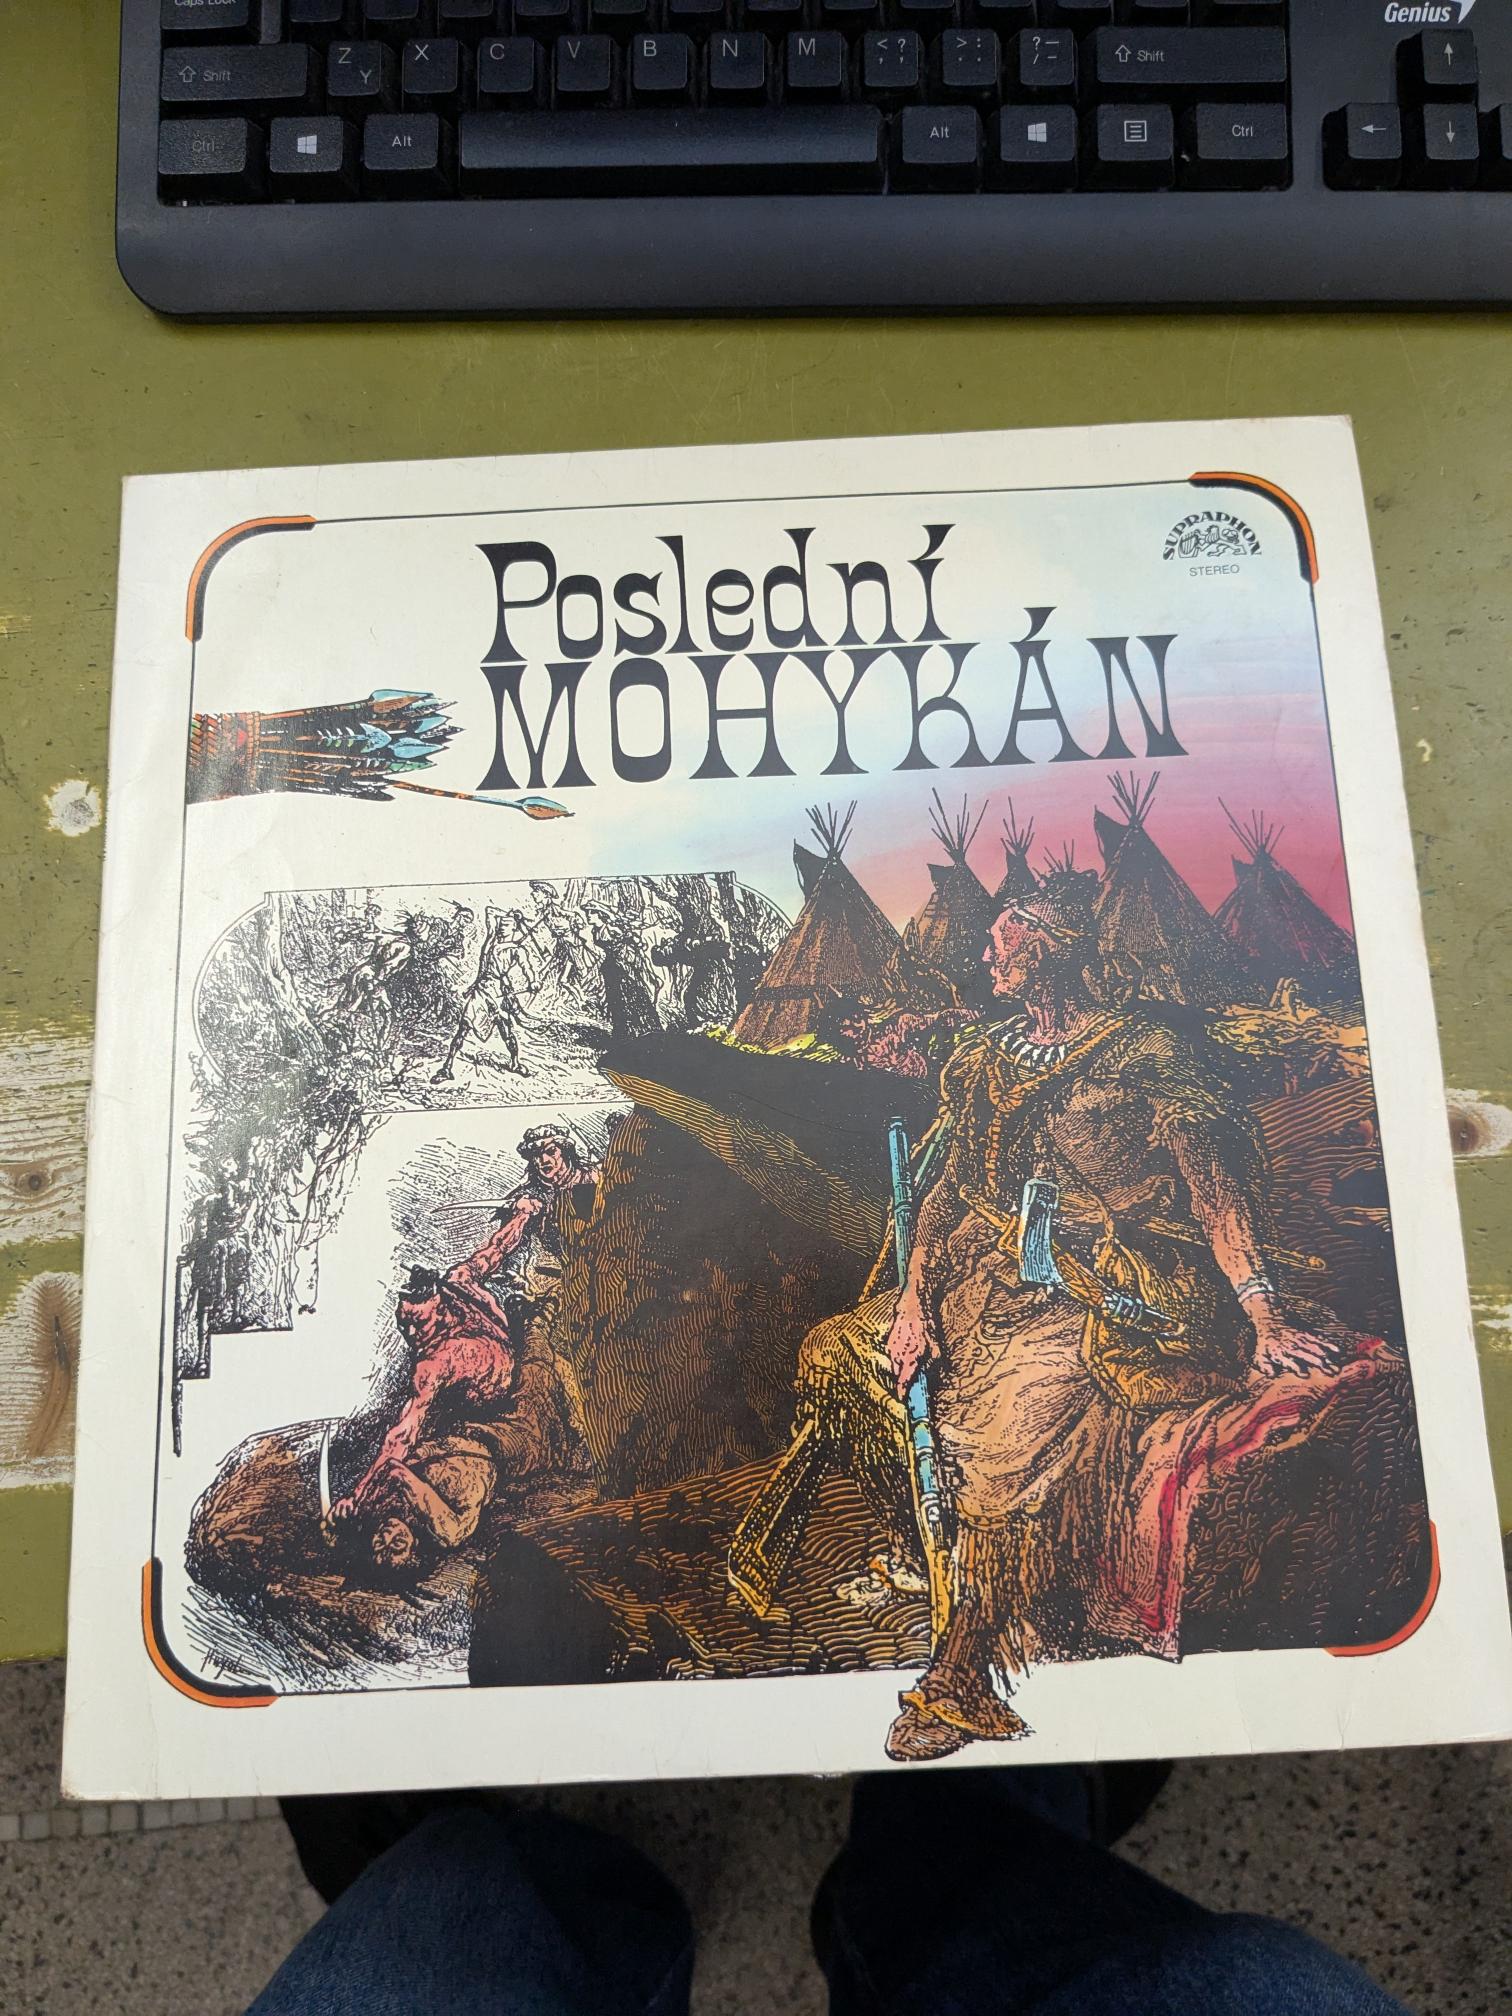 Caps Lock
Genius
Shift
Z
Y
X
C
V
B
N
M
< ?
, ;
> :
. :
? –
/ –
Shift
Ctrl
Alt
Alt
Ctrl
SUPRAPHON
STEREO
Poslední
MOHYKÁN